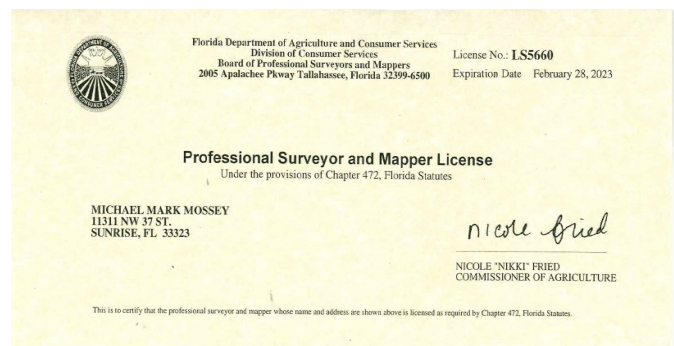 Florida Department of Agriculture and Consumer Services
Division of Consumer Services
Board of Professional Surveyors and Mappers
2005 Apalachee Pkway Tallahassee, Florida 32399-6500
License No.: LS5660
Expiration Date February 28, 2023
Professional Surveyor and Mapper License
Under the provisions of Chapter 472, Florida Statutes
MICHAEL MARK MOSSEY
11311 NW 37 ST.
SUNRISE, FL 33323
nicole fried
NICOLE "NIKKI" FRIED
COMMISSIONER OF AGRICULTURE
This is to certify that the professional surveyor and mapper whose name and address are shown above is licensed as required by Chapter 472, Florida Statutes.